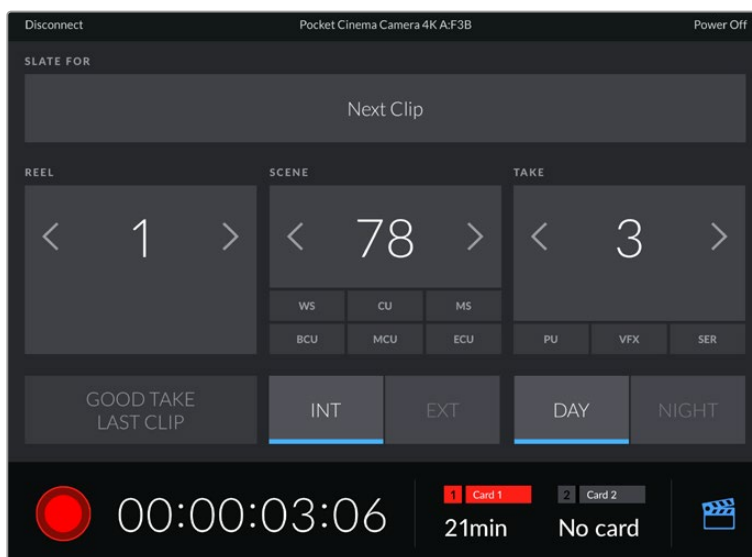 Disconnect Pocket Cinema Camera 4K A:F3B Power Off
SLATE FOR
Next Clip
REEL SCENE TAKE
1 78 3
WS CU MS
BCU MCU ECU PU VFX SER
GOOD TAKE
LAST CLIP
INT EXT DAY NIGHT
00:00:03:06
1 Card 1 2 Card 2
21min No card